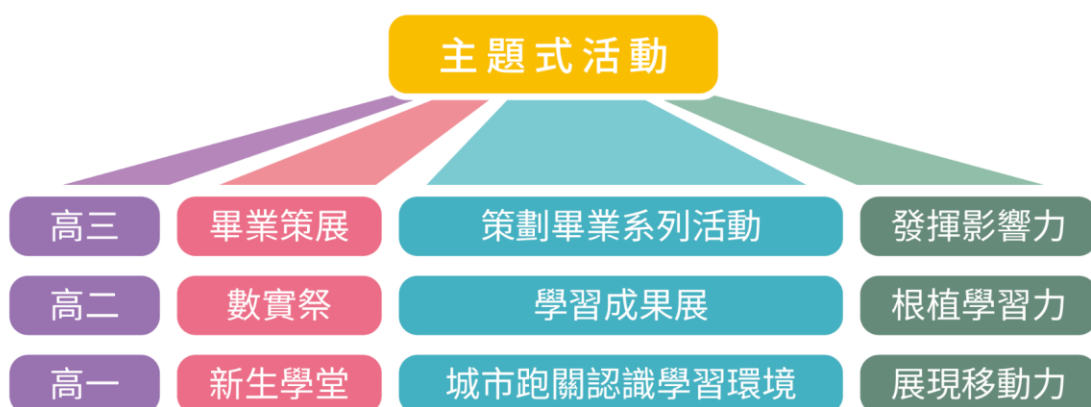 主題式活動
高三 畢業策展 策劃畢業系列活動 發揮影響力
高二 數實祭 學習成果展 根植學習力
高一 新生學堂 城市跑關認識學習環境 展現移動力